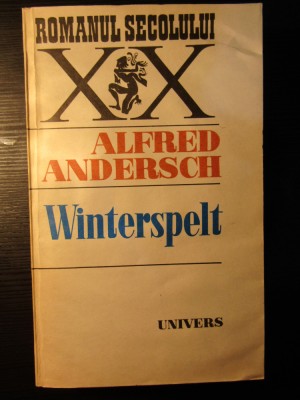 ROMANUL SECOLULUI
XX
ALFRED
ANDERSCH
Winterspelt
UNIVERS